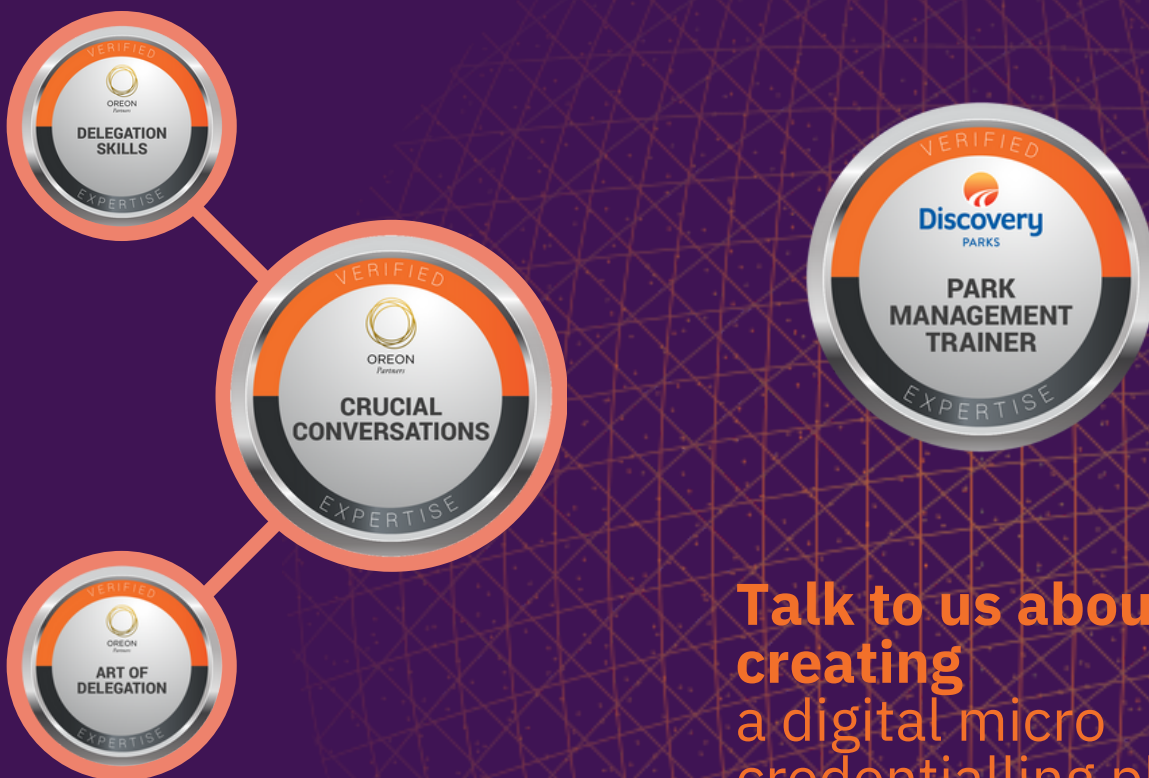 VERIFIED
OREON
Partners
DELEGATION
SKILLS
EXPERTISE
VERIFIED
OREON
Partners
CRUCIAL
CONVERSATIONS
EXPERTISE
VERIFIED
OREON
Partners
ART OF
DELEGATION
EXPERTISE
VERIFIED
Discovery
PARKS
PARK
MANAGEMENT
TRAINER
EXPERTISE
Talk to us abou
creating
a digital micro
credentialling p